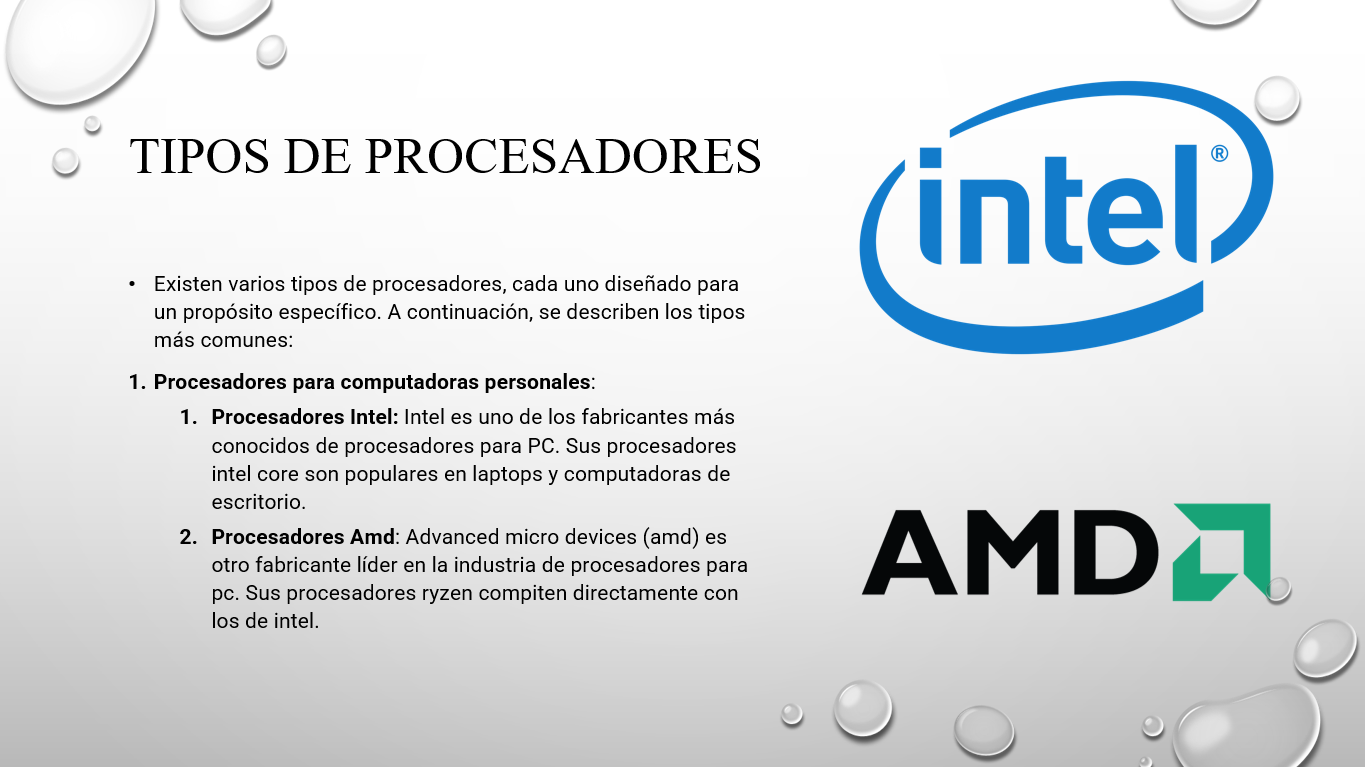 TIPOS DE PROCESADORES
• Existen varios tipos de procesadores, cada uno diseñado para
un propósito específico. A continuación, se describen los tipos
más comunes:
1. Procesadores para computadoras personales:
1. Procesadores Intel: Intel es uno de los fabricantes más
conocidos de procesadores para PC. Sus procesadores
intel core son populares en laptops y computadoras de
escritorio.
2. Procesadores Amd: Advanced micro devices (amd) es
otro fabricante líder en la industria de procesadores para
pc. Sus procesadores ryzen compiten directamente con
los de intel.
intel®
AMD